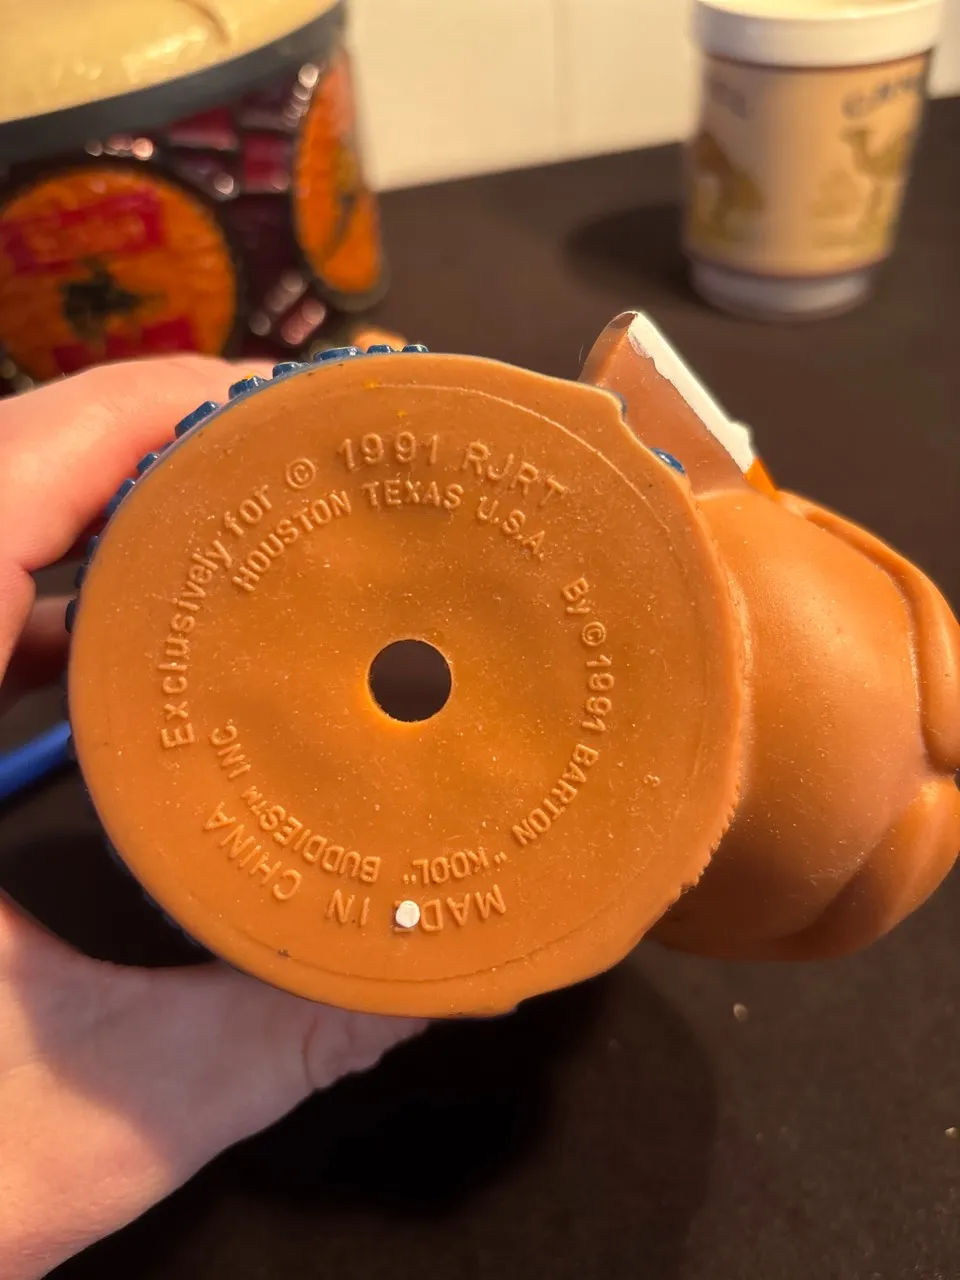 Exclusively for © 1991 RJRT
By © 1991 BARTON "KOOL" BUDDIES™ INC
HOUSTON TEXAS U.S.A.
MADE IN CHINA